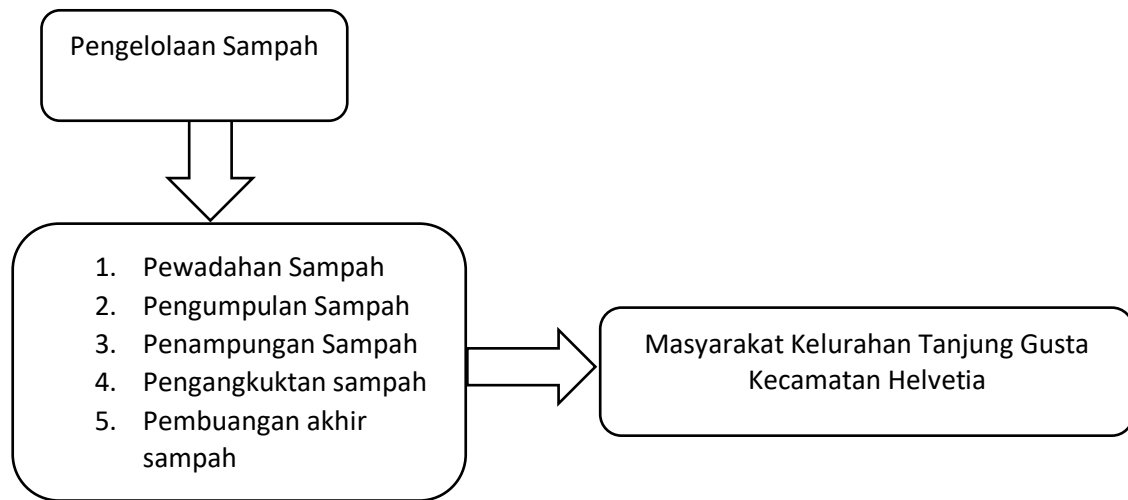 Pengelolaan Sampah
1. Pewadahan Sampah
2. Pengumpulan Sampah
3. Penampungan Sampah
4. Pengangkuktan sampah
5. Pembuangan akhir
sampah
Masyarakat Kelurahan Tanjung Gusta
Kecamatan Helvetia